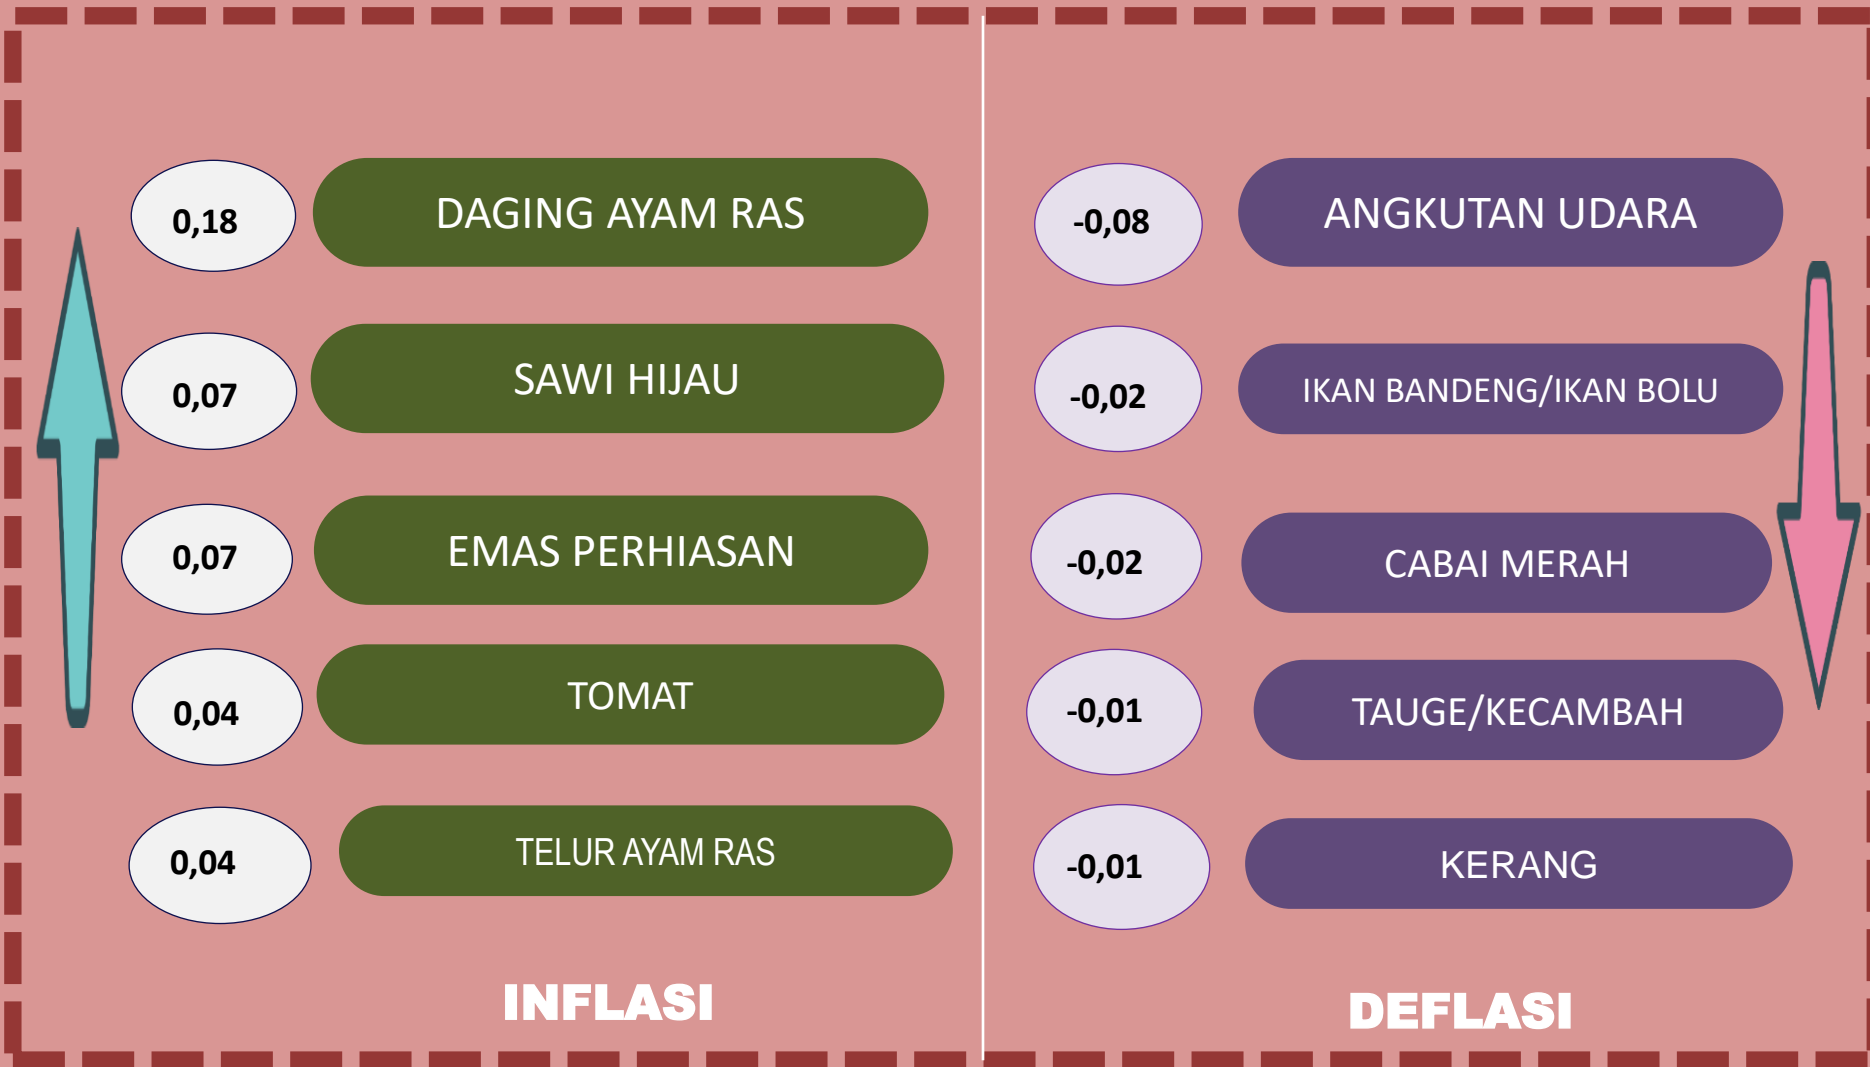 0,18
DAGING AYAM RAS
0,07
SAWI HIJAU
0,07
EMAS PERHIASAN
0,04
TOMAT
0,04
TELUR AYAM RAS
INFLASI
-0,08
ANGKUTAN UDARA
-0,02
IKAN BANDENG/IKAN BOLU
-0,02
CABAI MERAH
-0,01
TAUGE/KECAMBAH
-0,01
KERANG
DEFLASI